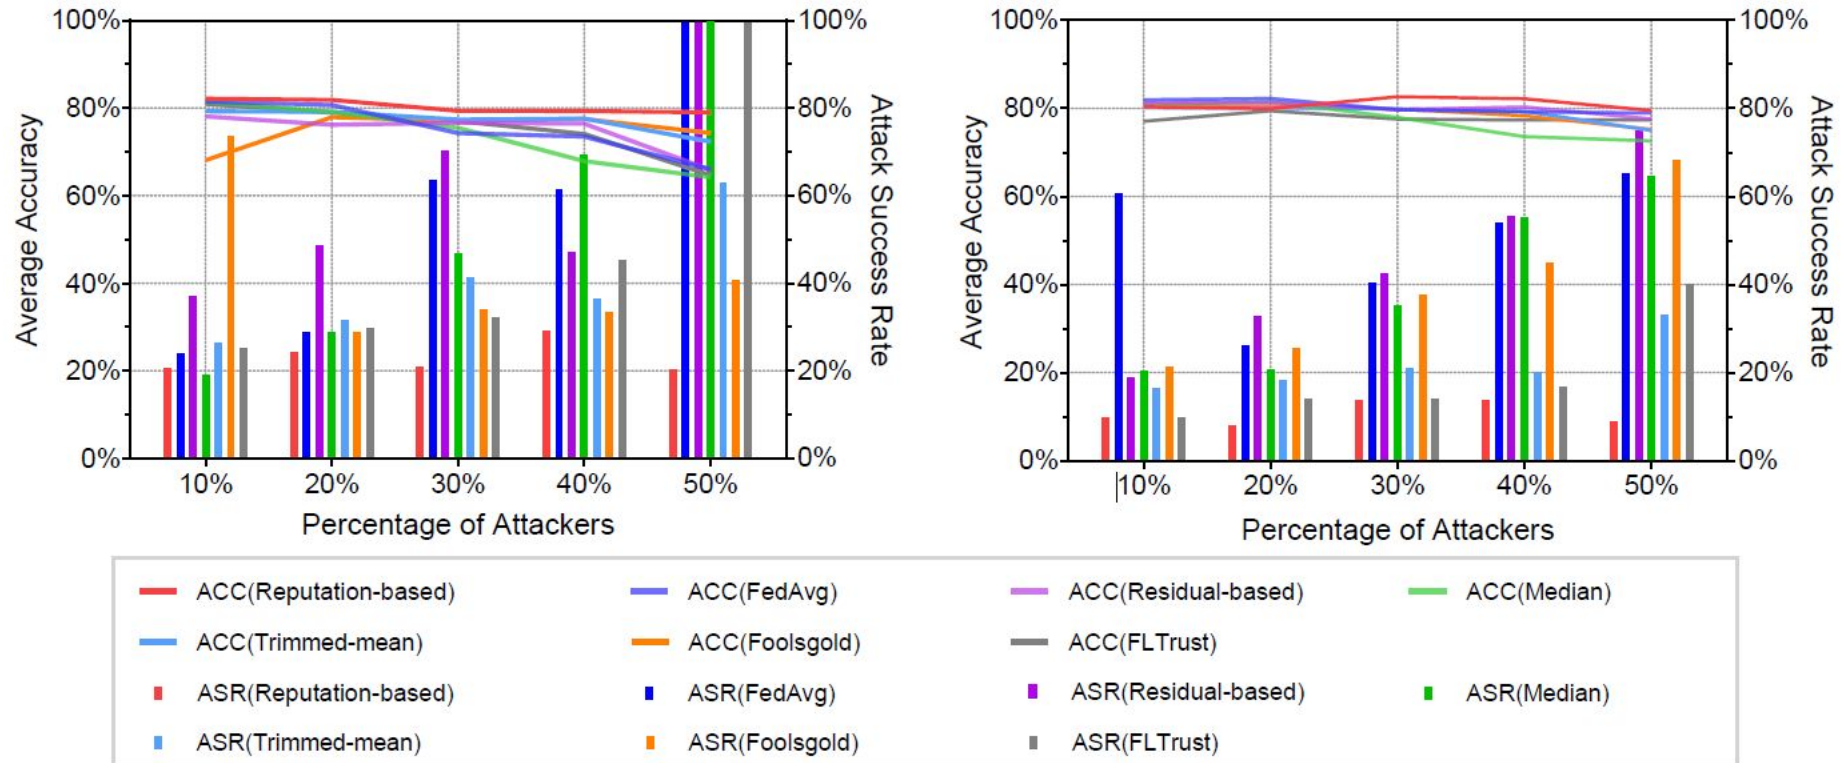 100%
80%
60%
40%
20%
0%
Average Accuracy
10% 20% 30% 40% 50%
Percentage of Attackers
100%
80%
60%
40%
20%
0%
Attack Success Rate
100%
80%
60%
40%
20%
0%
Average Accuracy
10% 20% 30% 40% 50%
Percentage of Attackers
100%
80%
60%
40%
20%
0%
Attack Success Rate
ACC(Reputation-based) ACC(FedAvg) ACC(Residual-based) ACC(Median)
ACC(Trimmed-mean) ACC(Foolsgold) ACC(FLTrust)
ASR(Reputation-based) ASR(FedAvg) ASR(Residual-based) ASR(Median)
ASR(Trimmed-mean) ASR(Foolsgold) ASR(FLTrust)